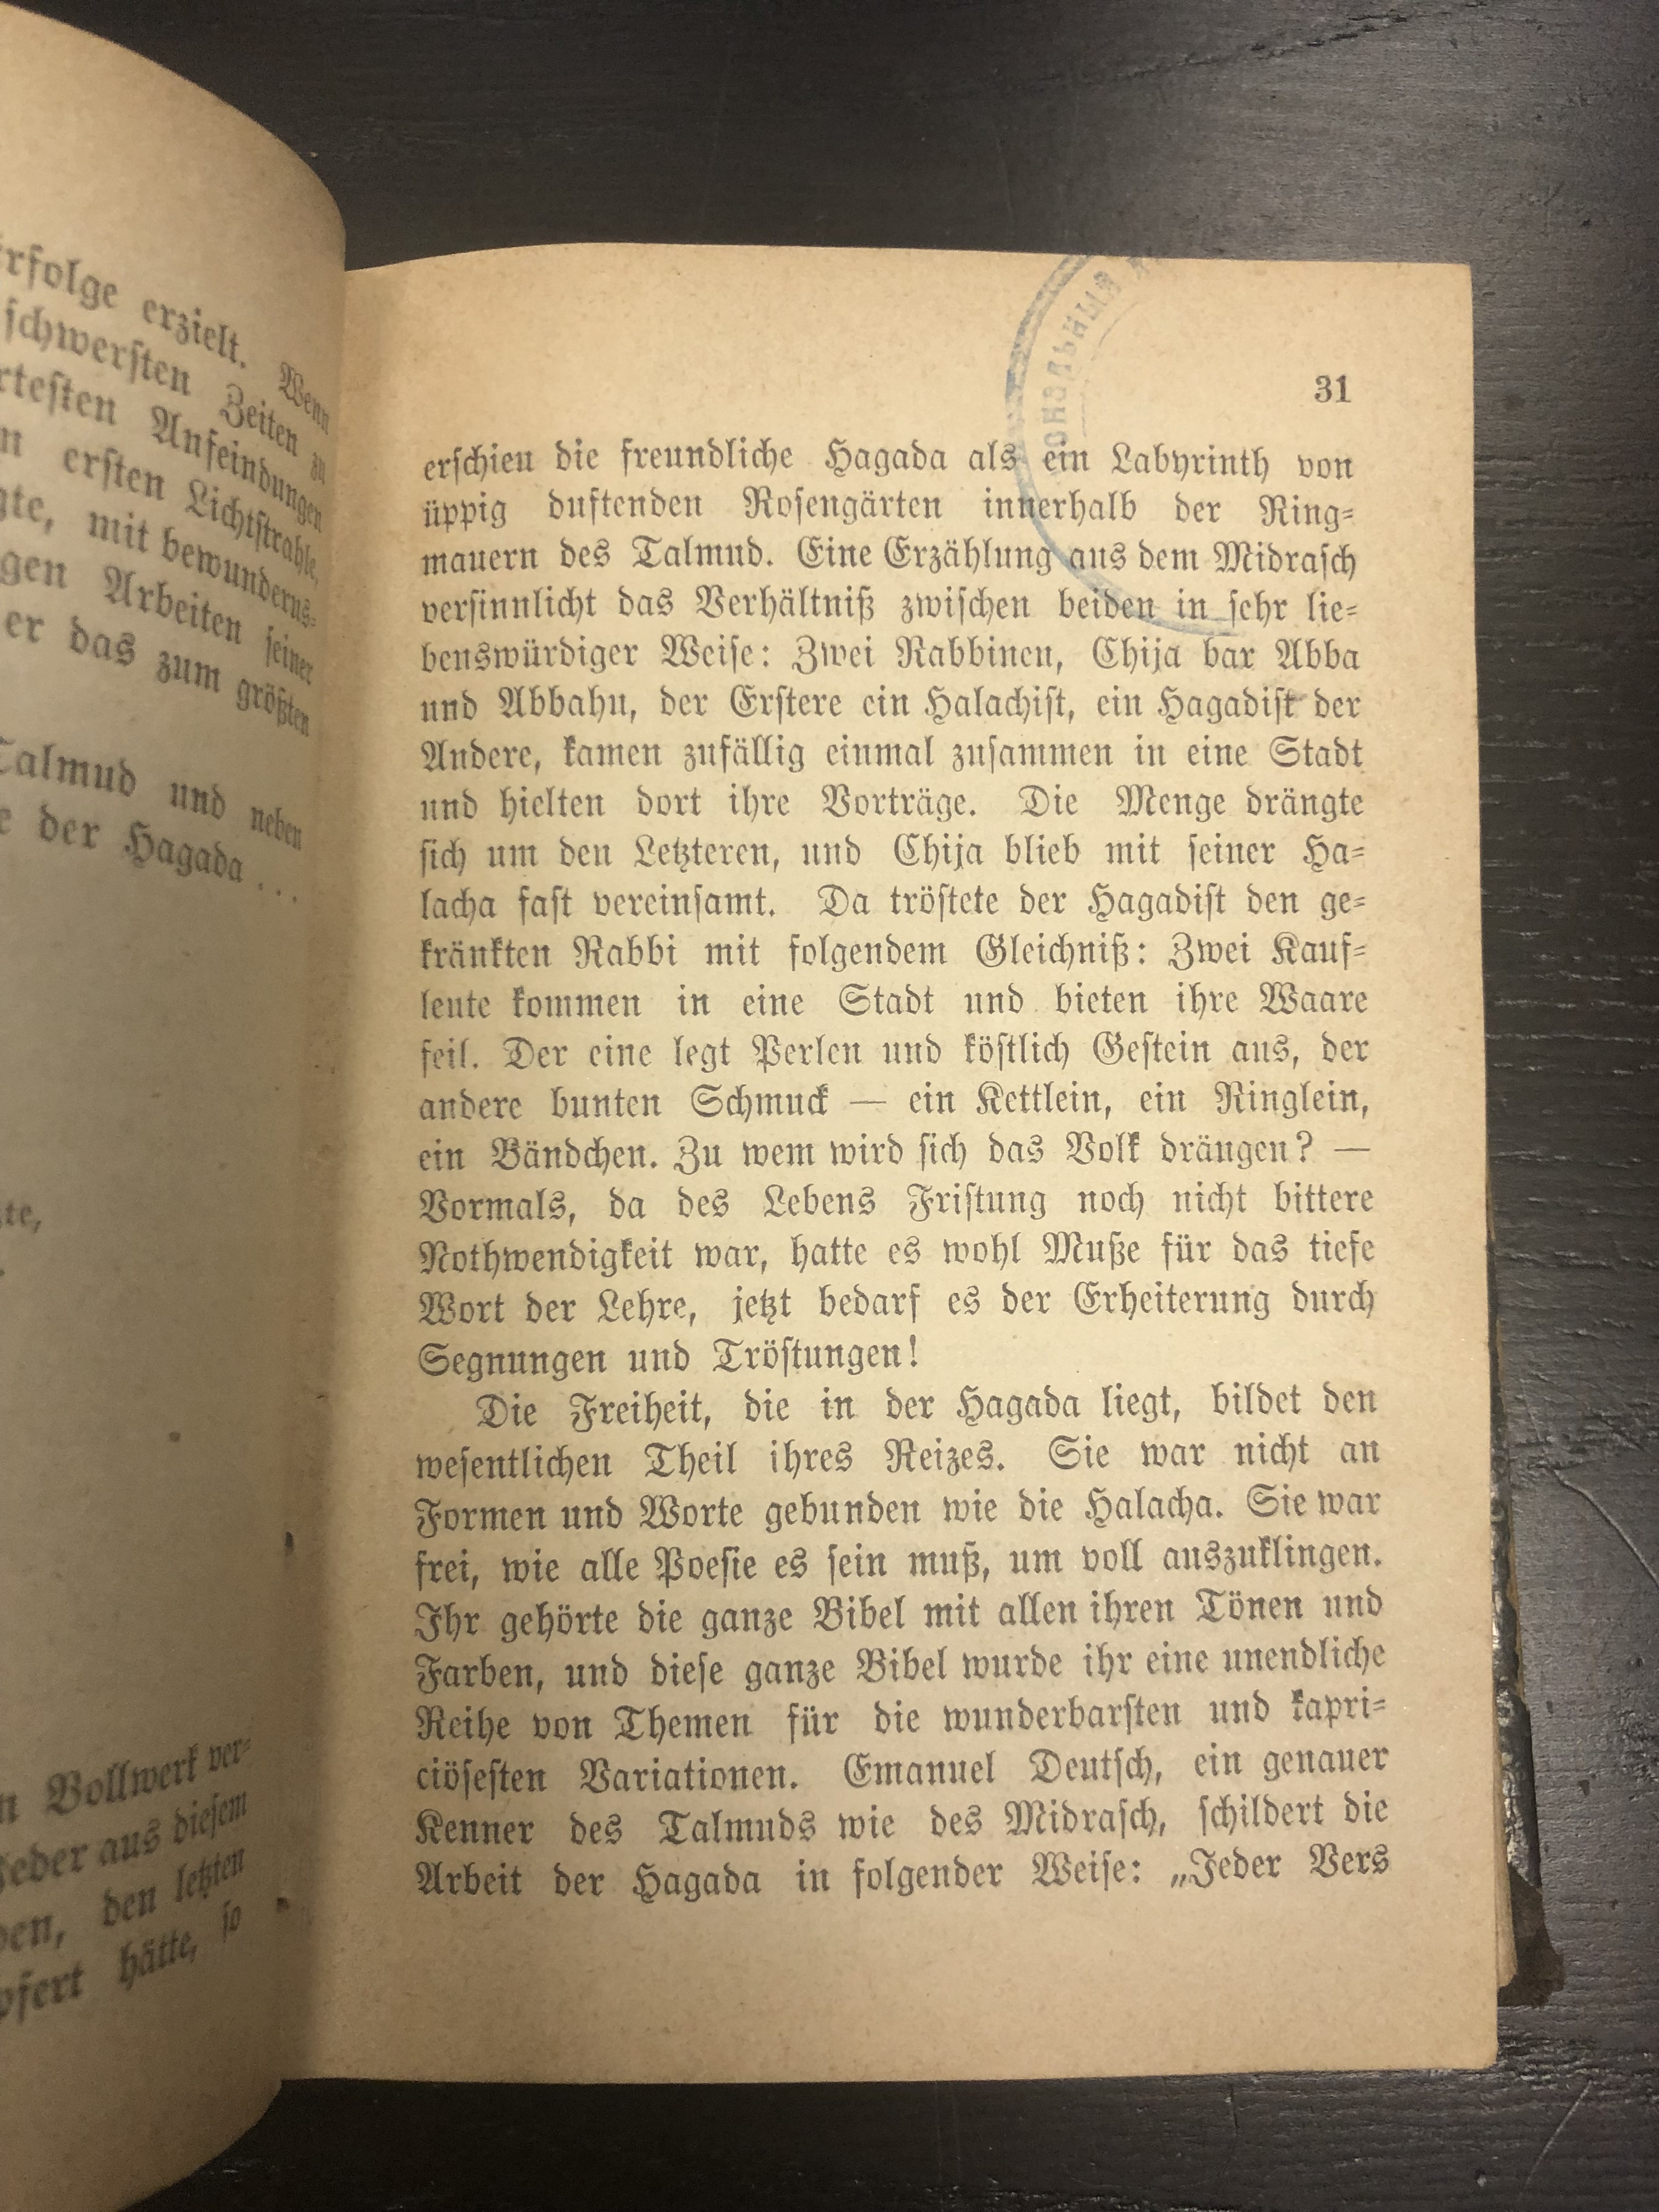 erfolge erzielt. Wenn
schwersten Zeiten zu
Anfeindungen
ersten Lichtstrahle,
mit bewunderns-
Arbeiten seiner
er das zum größten
Talmud und neben
der Hagada . . .
Bollwerk ver-
Jeder aus diesem
den letzten
hätte, so
31
erschien die freundliche Hagada als ein Labyrinth von
üppig duftenden Rosengärten innerhalb der Ring-
mauern des Talmud. Eine Erzählung aus dem Midrasch
versinnlicht das Verhältniß zwischen beiden in sehr lie-
benswürdiger Weise: Zwei Rabbinen, Chija bar Abba
und Abbahu, der Erstere ein Halachist, ein Hagadist der
Andere, kamen zufällig einmal zusammen in eine Stadt
und hielten dort ihre Vorträge. Die Menge drängte
sich um den Letzteren, und Chija blieb mit seiner Ha-
lacha fast vereinsamt. Da tröstete der Hagadist den ge-
kränkten Rabbi mit folgendem Gleichniß: Zwei Kauf-
leute kommen in eine Stadt und bieten ihre Waare
feil. Der eine legt Perlen und köstlich Gestein aus, der
andere bunten Schmuck — ein Kettlein, ein Ringlein,
ein Bändchen. Zu wem wird sich das Volk drängen? —
Vormals, da des Lebens Fristung noch nicht bittere
Nothwendigkeit war, hatte es wohl Muße für das tiefe
Wort der Lehre, jetzt bedarf es der Erheiterung durch
Segnungen und Tröstungen!
Die Freiheit, die in der Hagada liegt, bildet den
wesentlichen Theil ihres Reizes. Sie war nicht an
Formen und Worte gebunden wie die Halacha. Sie war
frei, wie alle Poesie es sein muß, um voll auszuklingen.
Ihr gehörte die ganze Bibel mit allen ihren Tönen und
Farben, und diese ganze Bibel wurde ihr eine unendliche
Reihe von Themen für die wunderbarsten und kapri-
ciösesten Variationen. Emanuel Deutsch, ein genauer
Kenner des Talmuds wie des Midrasch, schildert die
Arbeit der Hagada in folgender Weise: „Jeder Vers